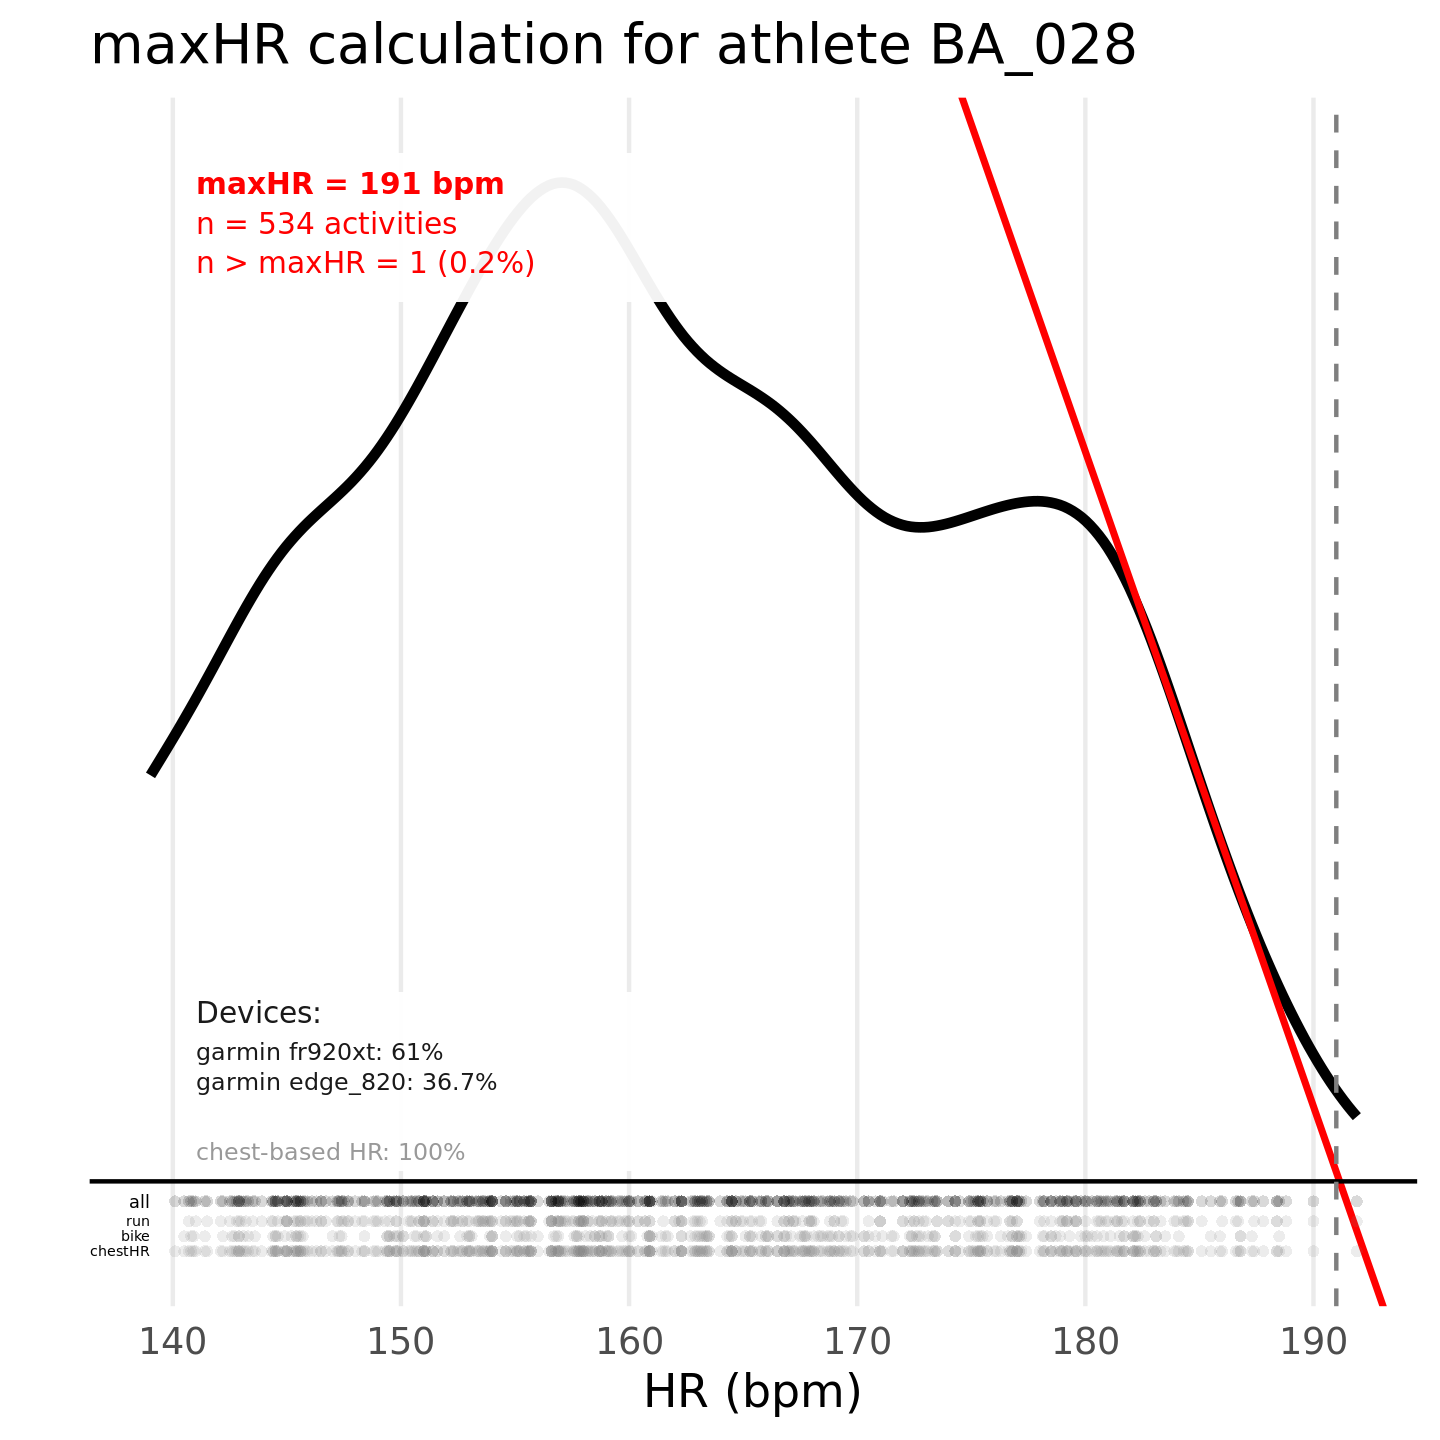 maxHR calculation for athlete BA_028
maxHR = 191 bpm
n = 534 activities
n > maxHR = 1 (0.2%)
Devices:
garmin fr920xt: 61%
garmin edge_820: 36.7%
chest-based HR: 100%
all
run
bike
chestHR
140 150 160 170 180 190
HR (bpm)